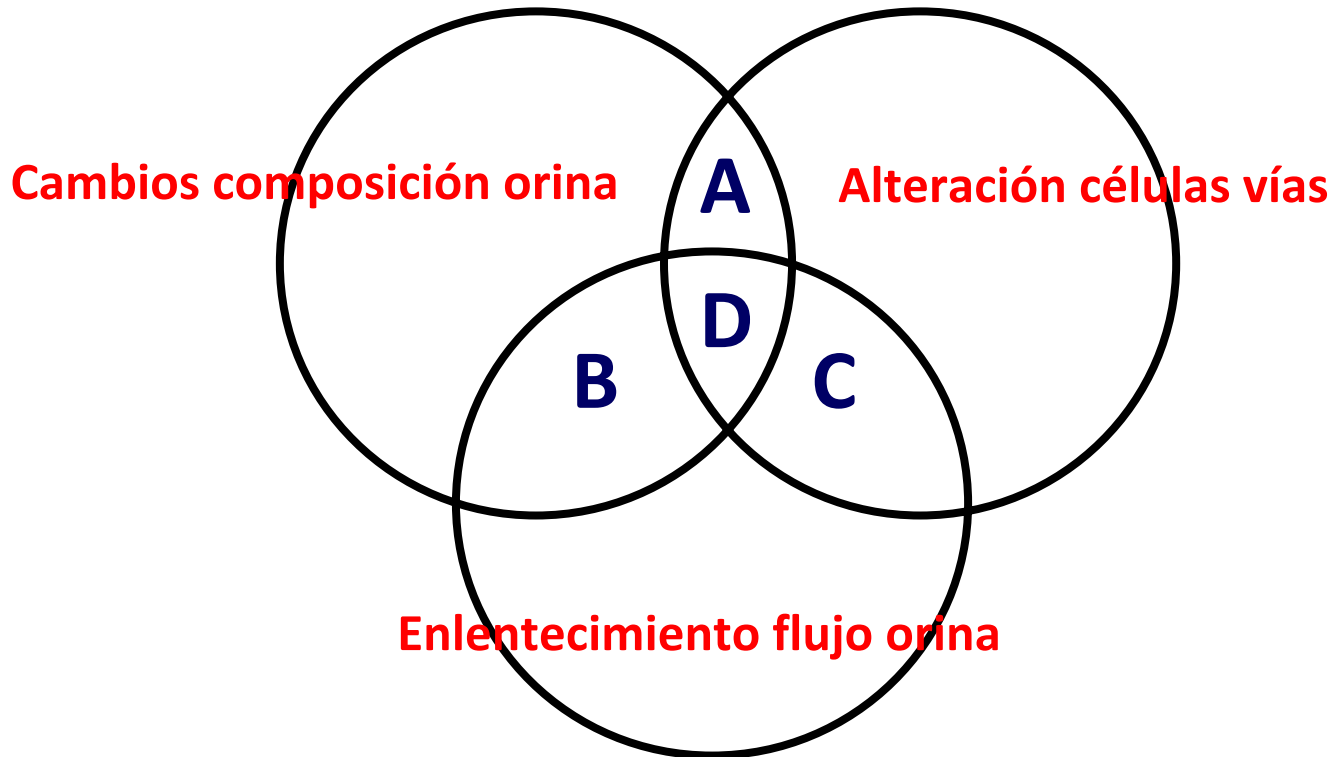 Cambios composición orina
A
Alteración células vías
D
B
C
Enlentecimiento flujo orina